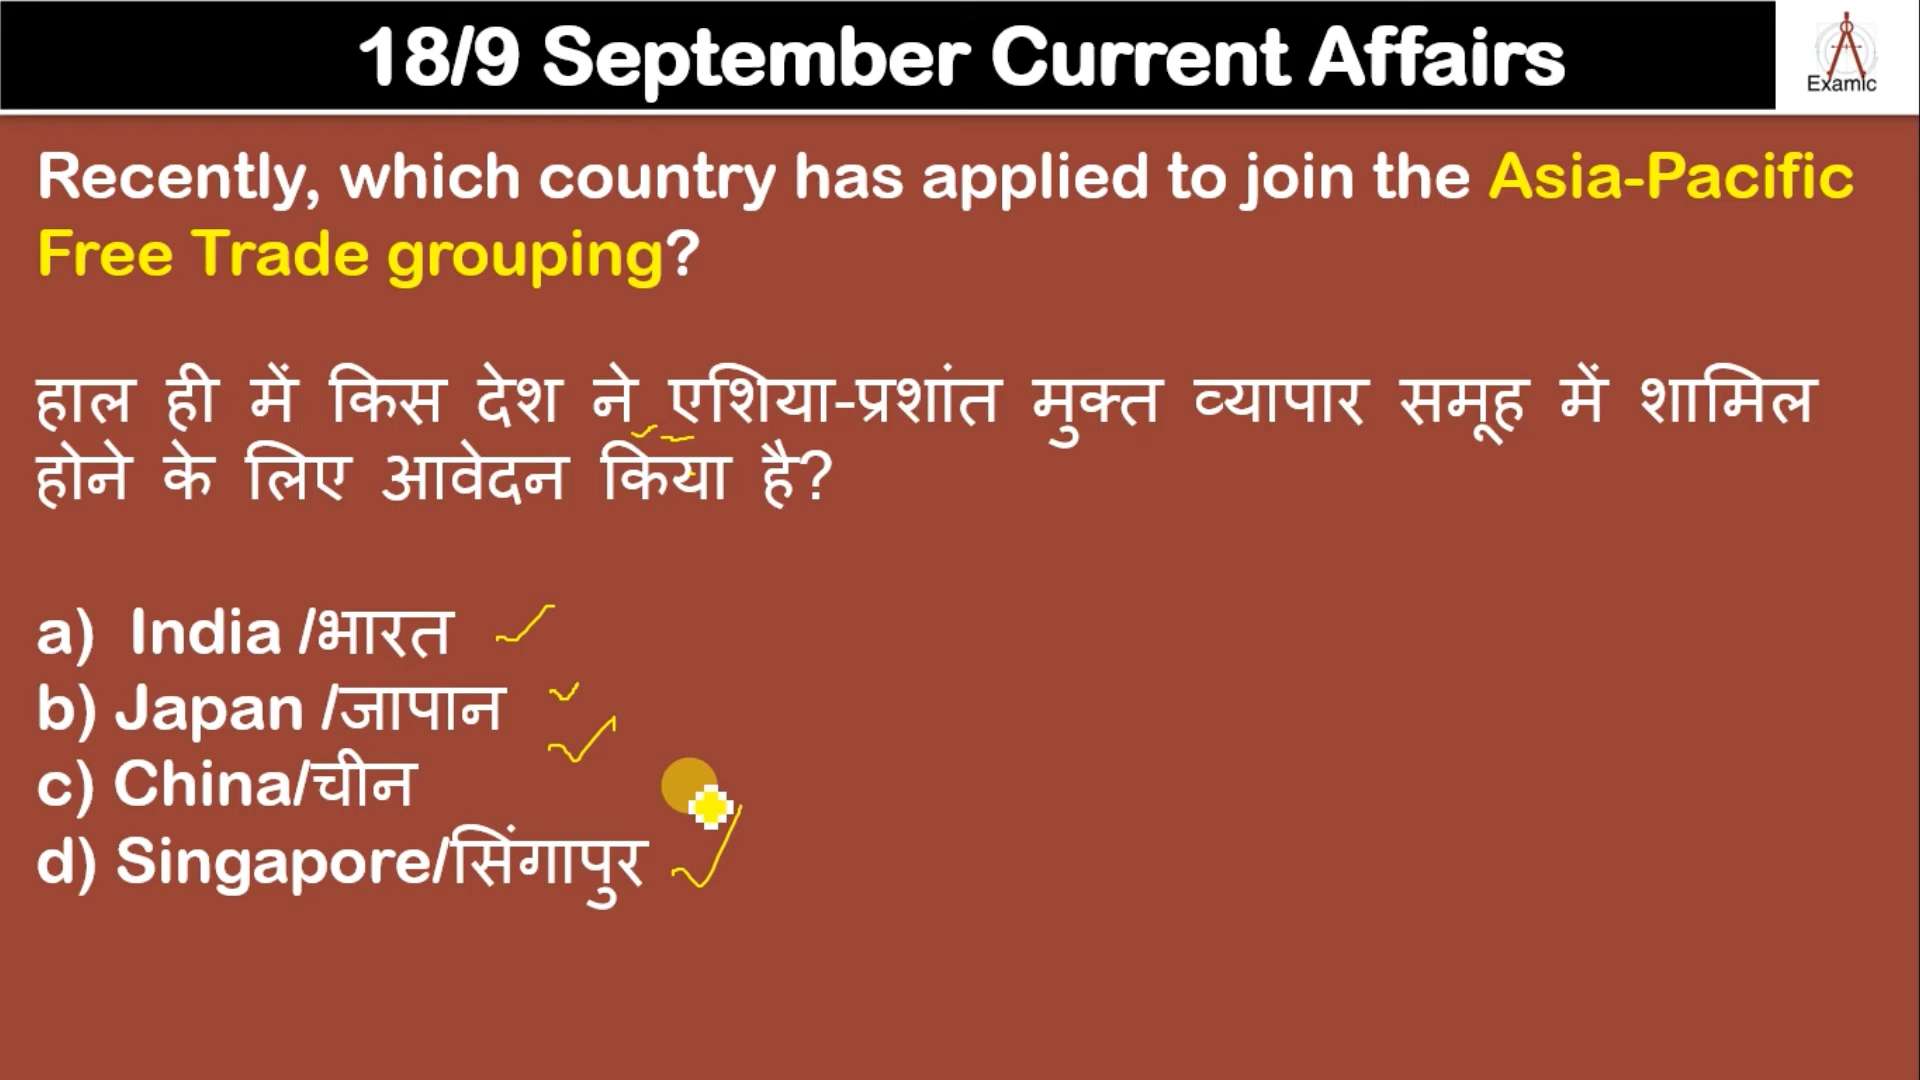 18/9 September Current Affairs
Examic
Recently, which country has applied to join the Asia-Pacific
Free Trade grouping?
हाल ही में किस देश ने एशिया-प्रशांत मुक्त व्यापार समूह में शामिल
होने के लिए आवेदन किया है?
a) India /भारत
b) Japan /जापान
c) China/चीन
d) Singapore/सिंगापुर